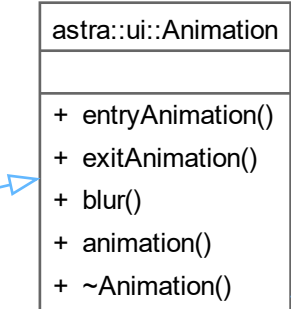 astra::ui::Animation
+ entryAnimation()
+ exitAnimation()
+ blur()
+ animation()
+ ~Animation()